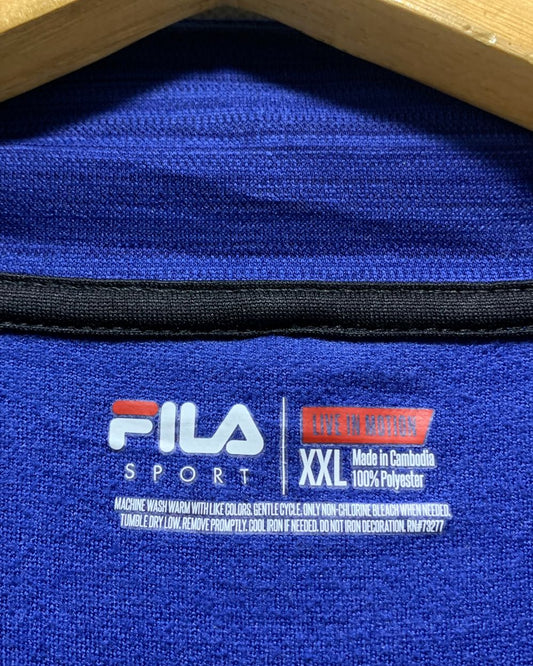 FILA
SPORT
LIVE IN MOTION
XXL
Made in Cambodia
100% Polyester
MACHINE WASH WARM WITH LIKE COLORS. GENTLE CYCLE. ONLY NON-CHLORINE BLEACH WHEN NEEDED.
TUMBLE DRY LOW. REMOVE PROMPTLY. COOL IRON IF NEEDED. DO NOT IRON DECORATION. RN#73277